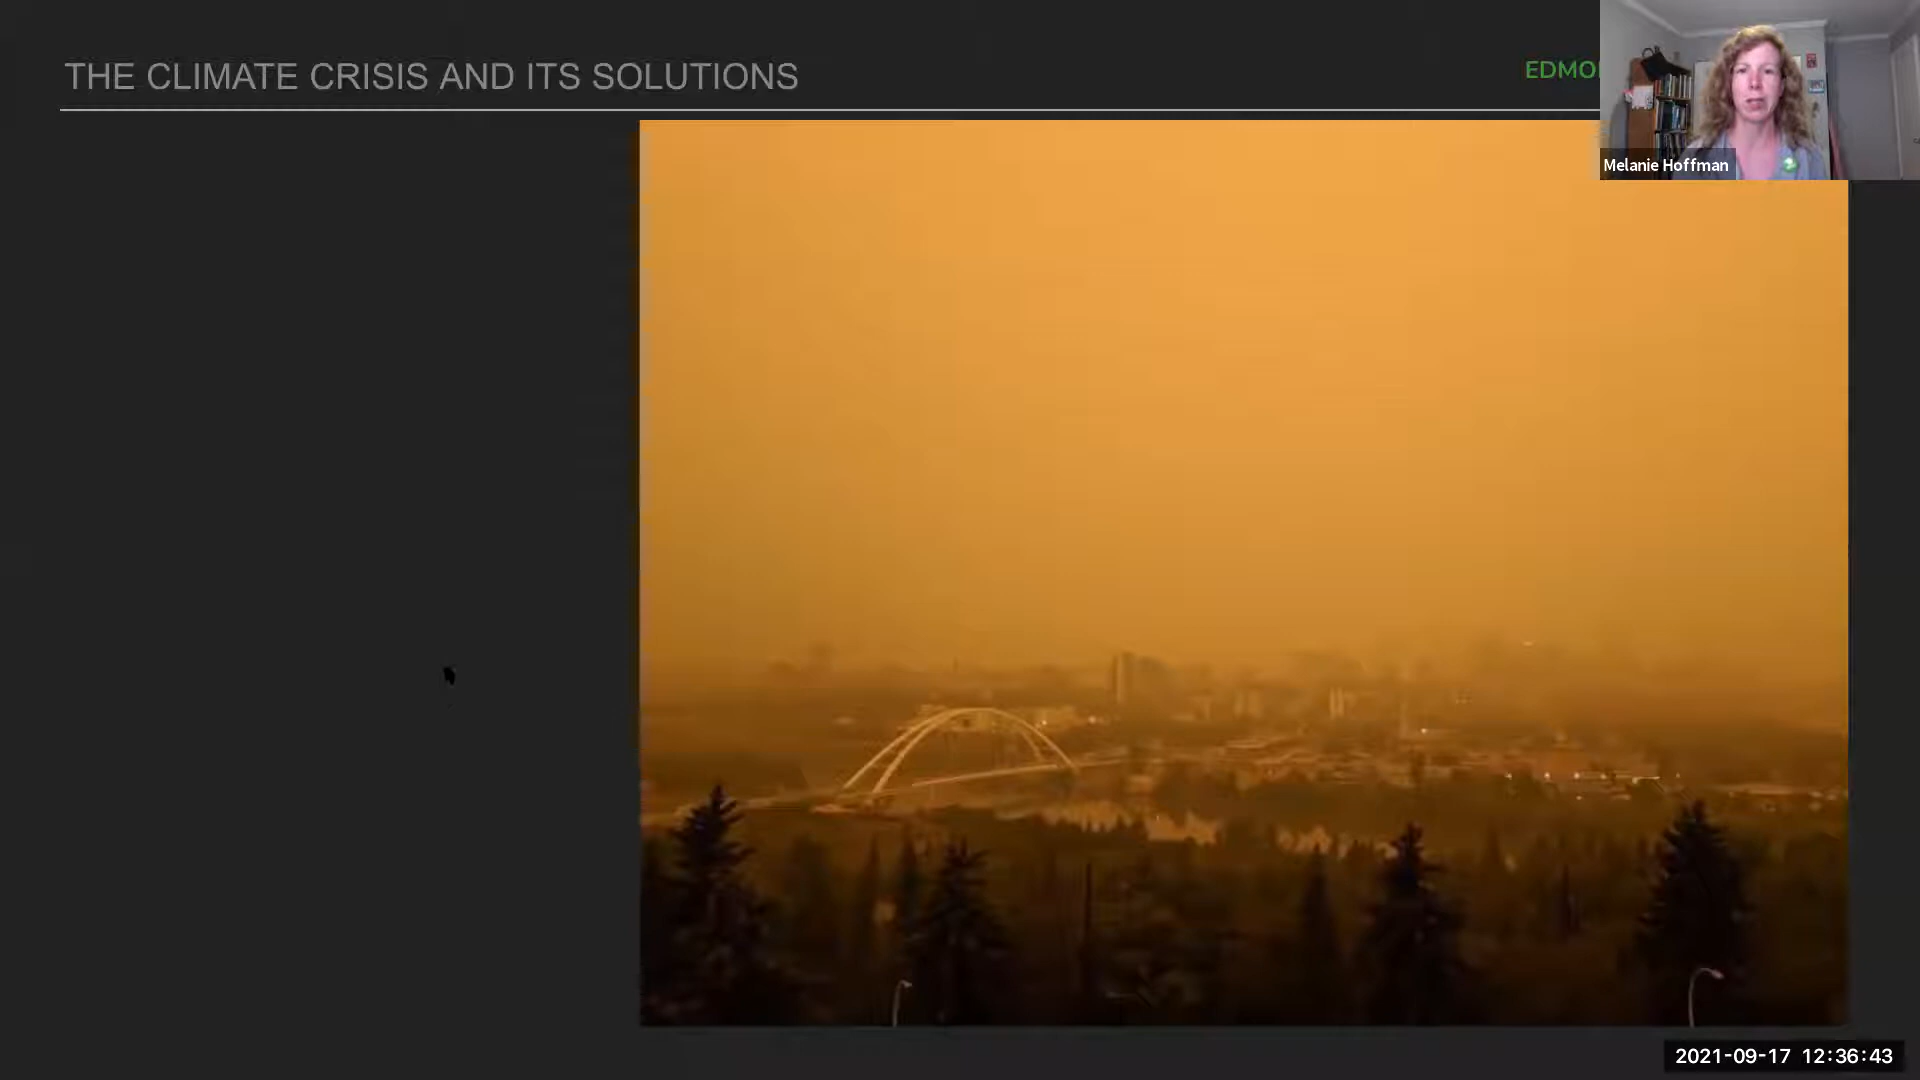 THE CLIMATE CRISIS AND ITS SOLUTIONS
EDMO
Melanie Hoffman
2021-09-17 12:36:43